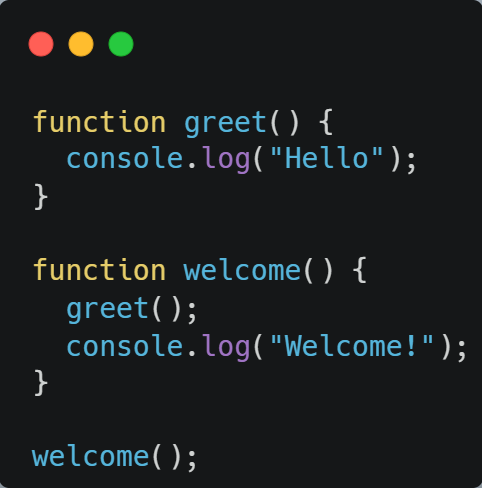 function greet() {
  console.log("Hello");
}

function welcome() {
  greet();
  console.log("Welcome!");
}

welcome();